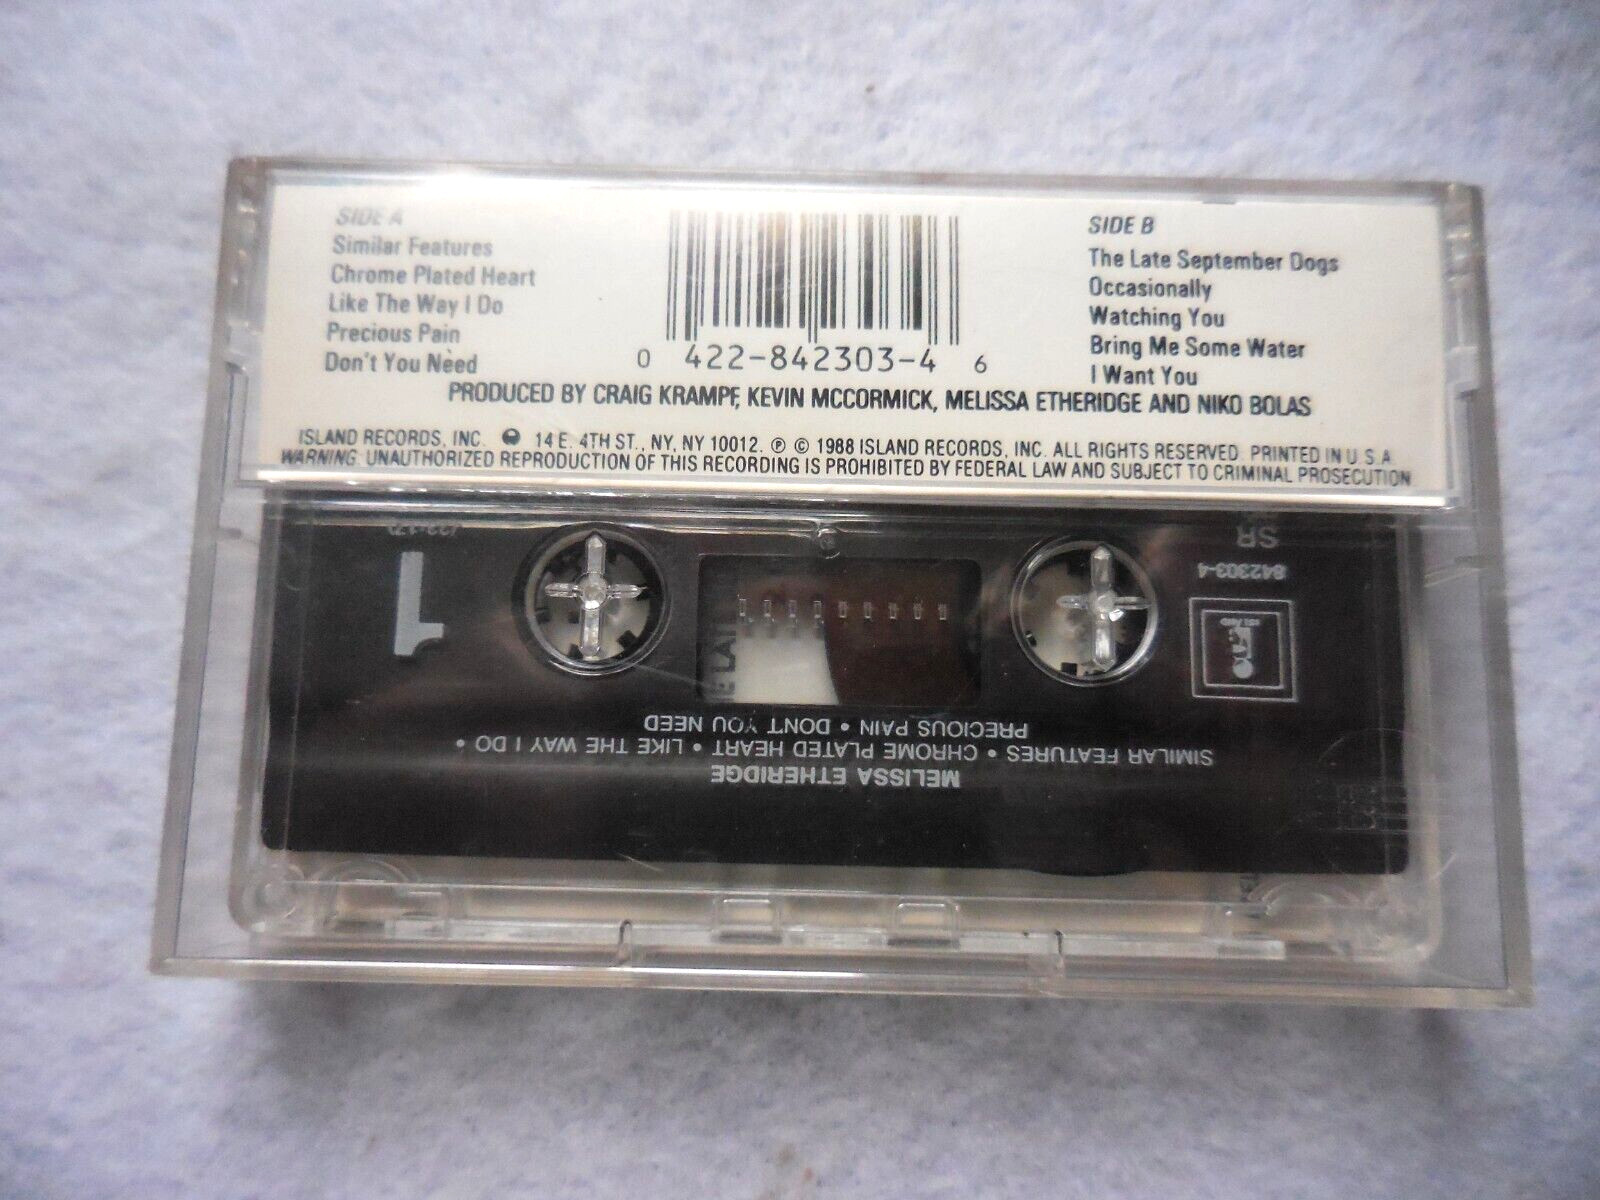 SIDE A
Similar Features
Chrome Plated Heart
Like The Way I Do
Precious Pain
Don't You Need
0 422-842303-4 6
SIDE B
The Late September Dogs
Occasionally
Watching You
Bring Me Some Water
I Want You
PRODUCED BY CRAIG KRAMPF, KEVIN MCCORMICK, MELISSA ETHERIDGE AND NIKO BOLAS
ISLAND RECORDS, INC. 14 E. 4TH ST., NY, NY 10012. ℗ © 1988 ISLAND RECORDS, INC. ALL RIGHTS RESERVED. PRINTED IN U.S.A.
WARNING: UNAUTHORIZED REPRODUCTION OF THIS RECORDING IS PROHIBITED BY FEDERAL LAW AND SUBJECT TO CRIMINAL PROSECUTION
MELISSA ETHERIDGE
SIMILAR FEATURES • CHROME PLATED HEART • LIKE THE WAY I DO •
PRECIOUS PAIN • DON'T YOU NEED
ISLAND
842303-4
SR
1